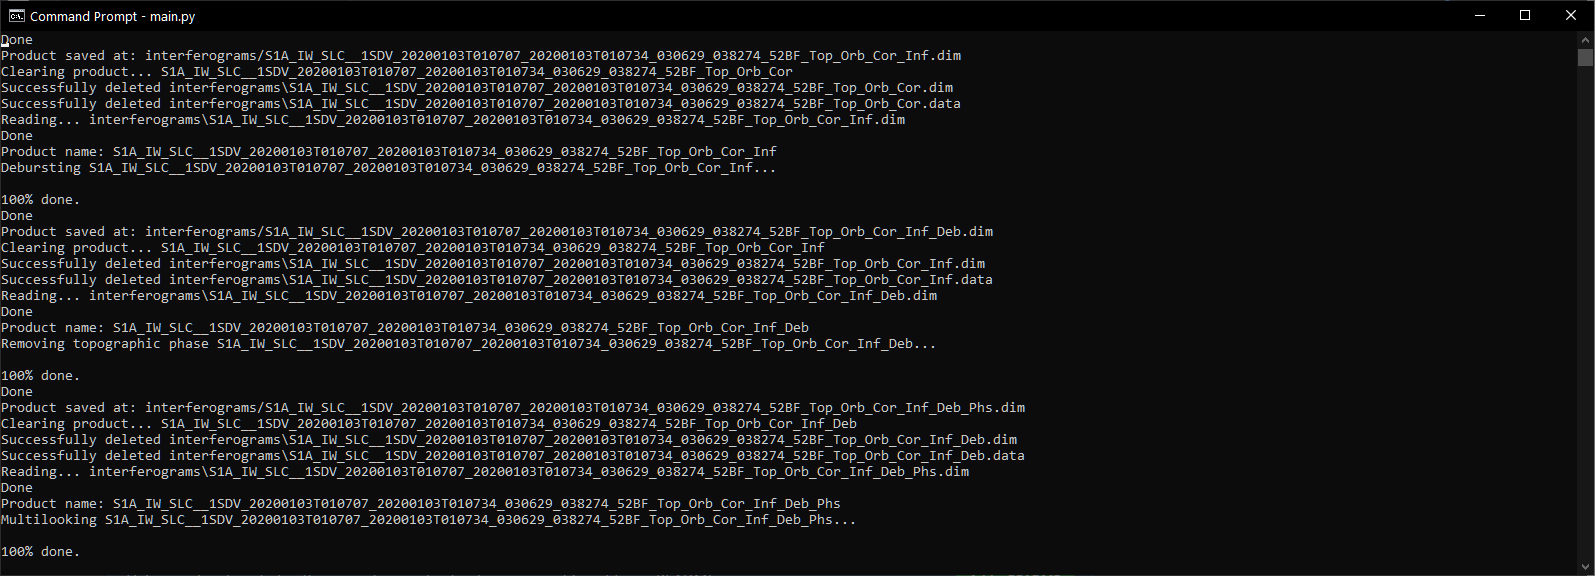 Command Prompt - main.py
Done
Product saved at: interferograms/S1A_IW_SLC__1SDV_20200103T010707_20200103T010734_030629_038274_52BF_Top_Orb_Cor_Inf.dim
Clearing product... S1A_IW_SLC__1SDV_20200103T010707_20200103T010734_030629_038274_52BF_Top_Orb_Cor
Successfully deleted interferograms\S1A_IW_SLC__1SDV_20200103T010707_20200103T010734_030629_038274_52BF_Top_Orb_Cor.dim
Successfully deleted interferograms\S1A_IW_SLC__1SDV_20200103T010707_20200103T010734_030629_038274_52BF_Top_Orb_Cor.data
Reading... interferograms\S1A_IW_SLC__1SDV_20200103T010707_20200103T010734_030629_038274_52BF_Top_Orb_Cor_Inf.dim
Done
Product name: S1A_IW_SLC__1SDV_20200103T010707_20200103T010734_030629_038274_52BF_Top_Orb_Cor_Inf
Debursting S1A_IW_SLC__1SDV_20200103T010707_20200103T010734_030629_038274_52BF_Top_Orb_Cor_Inf...
100% done.
Done
Product saved at: interferograms/S1A_IW_SLC__1SDV_20200103T010707_20200103T010734_030629_038274_52BF_Top_Orb_Cor_Inf_Deb.dim
Clearing product... S1A_IW_SLC__1SDV_20200103T010707_20200103T010734_030629_038274_52BF_Top_Orb_Cor_Inf
Successfully deleted interferograms\S1A_IW_SLC__1SDV_20200103T010707_20200103T010734_030629_038274_52BF_Top_Orb_Cor_Inf.dim
Successfully deleted interferograms\S1A_IW_SLC__1SDV_20200103T010707_20200103T010734_030629_038274_52BF_Top_Orb_Cor_Inf.data
Reading... interferograms\S1A_IW_SLC__1SDV_20200103T010707_20200103T010734_030629_038274_52BF_Top_Orb_Cor_Inf_Deb.dim
Done
Product name: S1A_IW_SLC__1SDV_20200103T010707_20200103T010734_030629_038274_52BF_Top_Orb_Cor_Inf_Deb
Removing topographic phase S1A_IW_SLC__1SDV_20200103T010707_20200103T010734_030629_038274_52BF_Top_Orb_Cor_Inf_Deb...
100% done.
Done
Product saved at: interferograms/S1A_IW_SLC__1SDV_20200103T010707_20200103T010734_030629_038274_52BF_Top_Orb_Cor_Inf_Deb_Phs.dim
Clearing product... S1A_IW_SLC__1SDV_20200103T010707_20200103T010734_030629_038274_52BF_Top_Orb_Cor_Inf_Deb
Successfully deleted interferograms\S1A_IW_SLC__1SDV_20200103T010707_20200103T010734_030629_038274_52BF_Top_Orb_Cor_Inf_Deb.dim
Successfully deleted interferograms\S1A_IW_SLC__1SDV_20200103T010707_20200103T010734_030629_038274_52BF_Top_Orb_Cor_Inf_Deb.data
Reading... interferograms\S1A_IW_SLC__1SDV_20200103T010707_20200103T010734_030629_038274_52BF_Top_Orb_Cor_Inf_Deb_Phs.dim
Done
Product name: S1A_IW_SLC__1SDV_20200103T010707_20200103T010734_030629_038274_52BF_Top_Orb_Cor_Inf_Deb_Phs
Multilooking S1A_IW_SLC__1SDV_20200103T010707_20200103T010734_030629_038274_52BF_Top_Orb_Cor_Inf_Deb_Phs...
100% done.